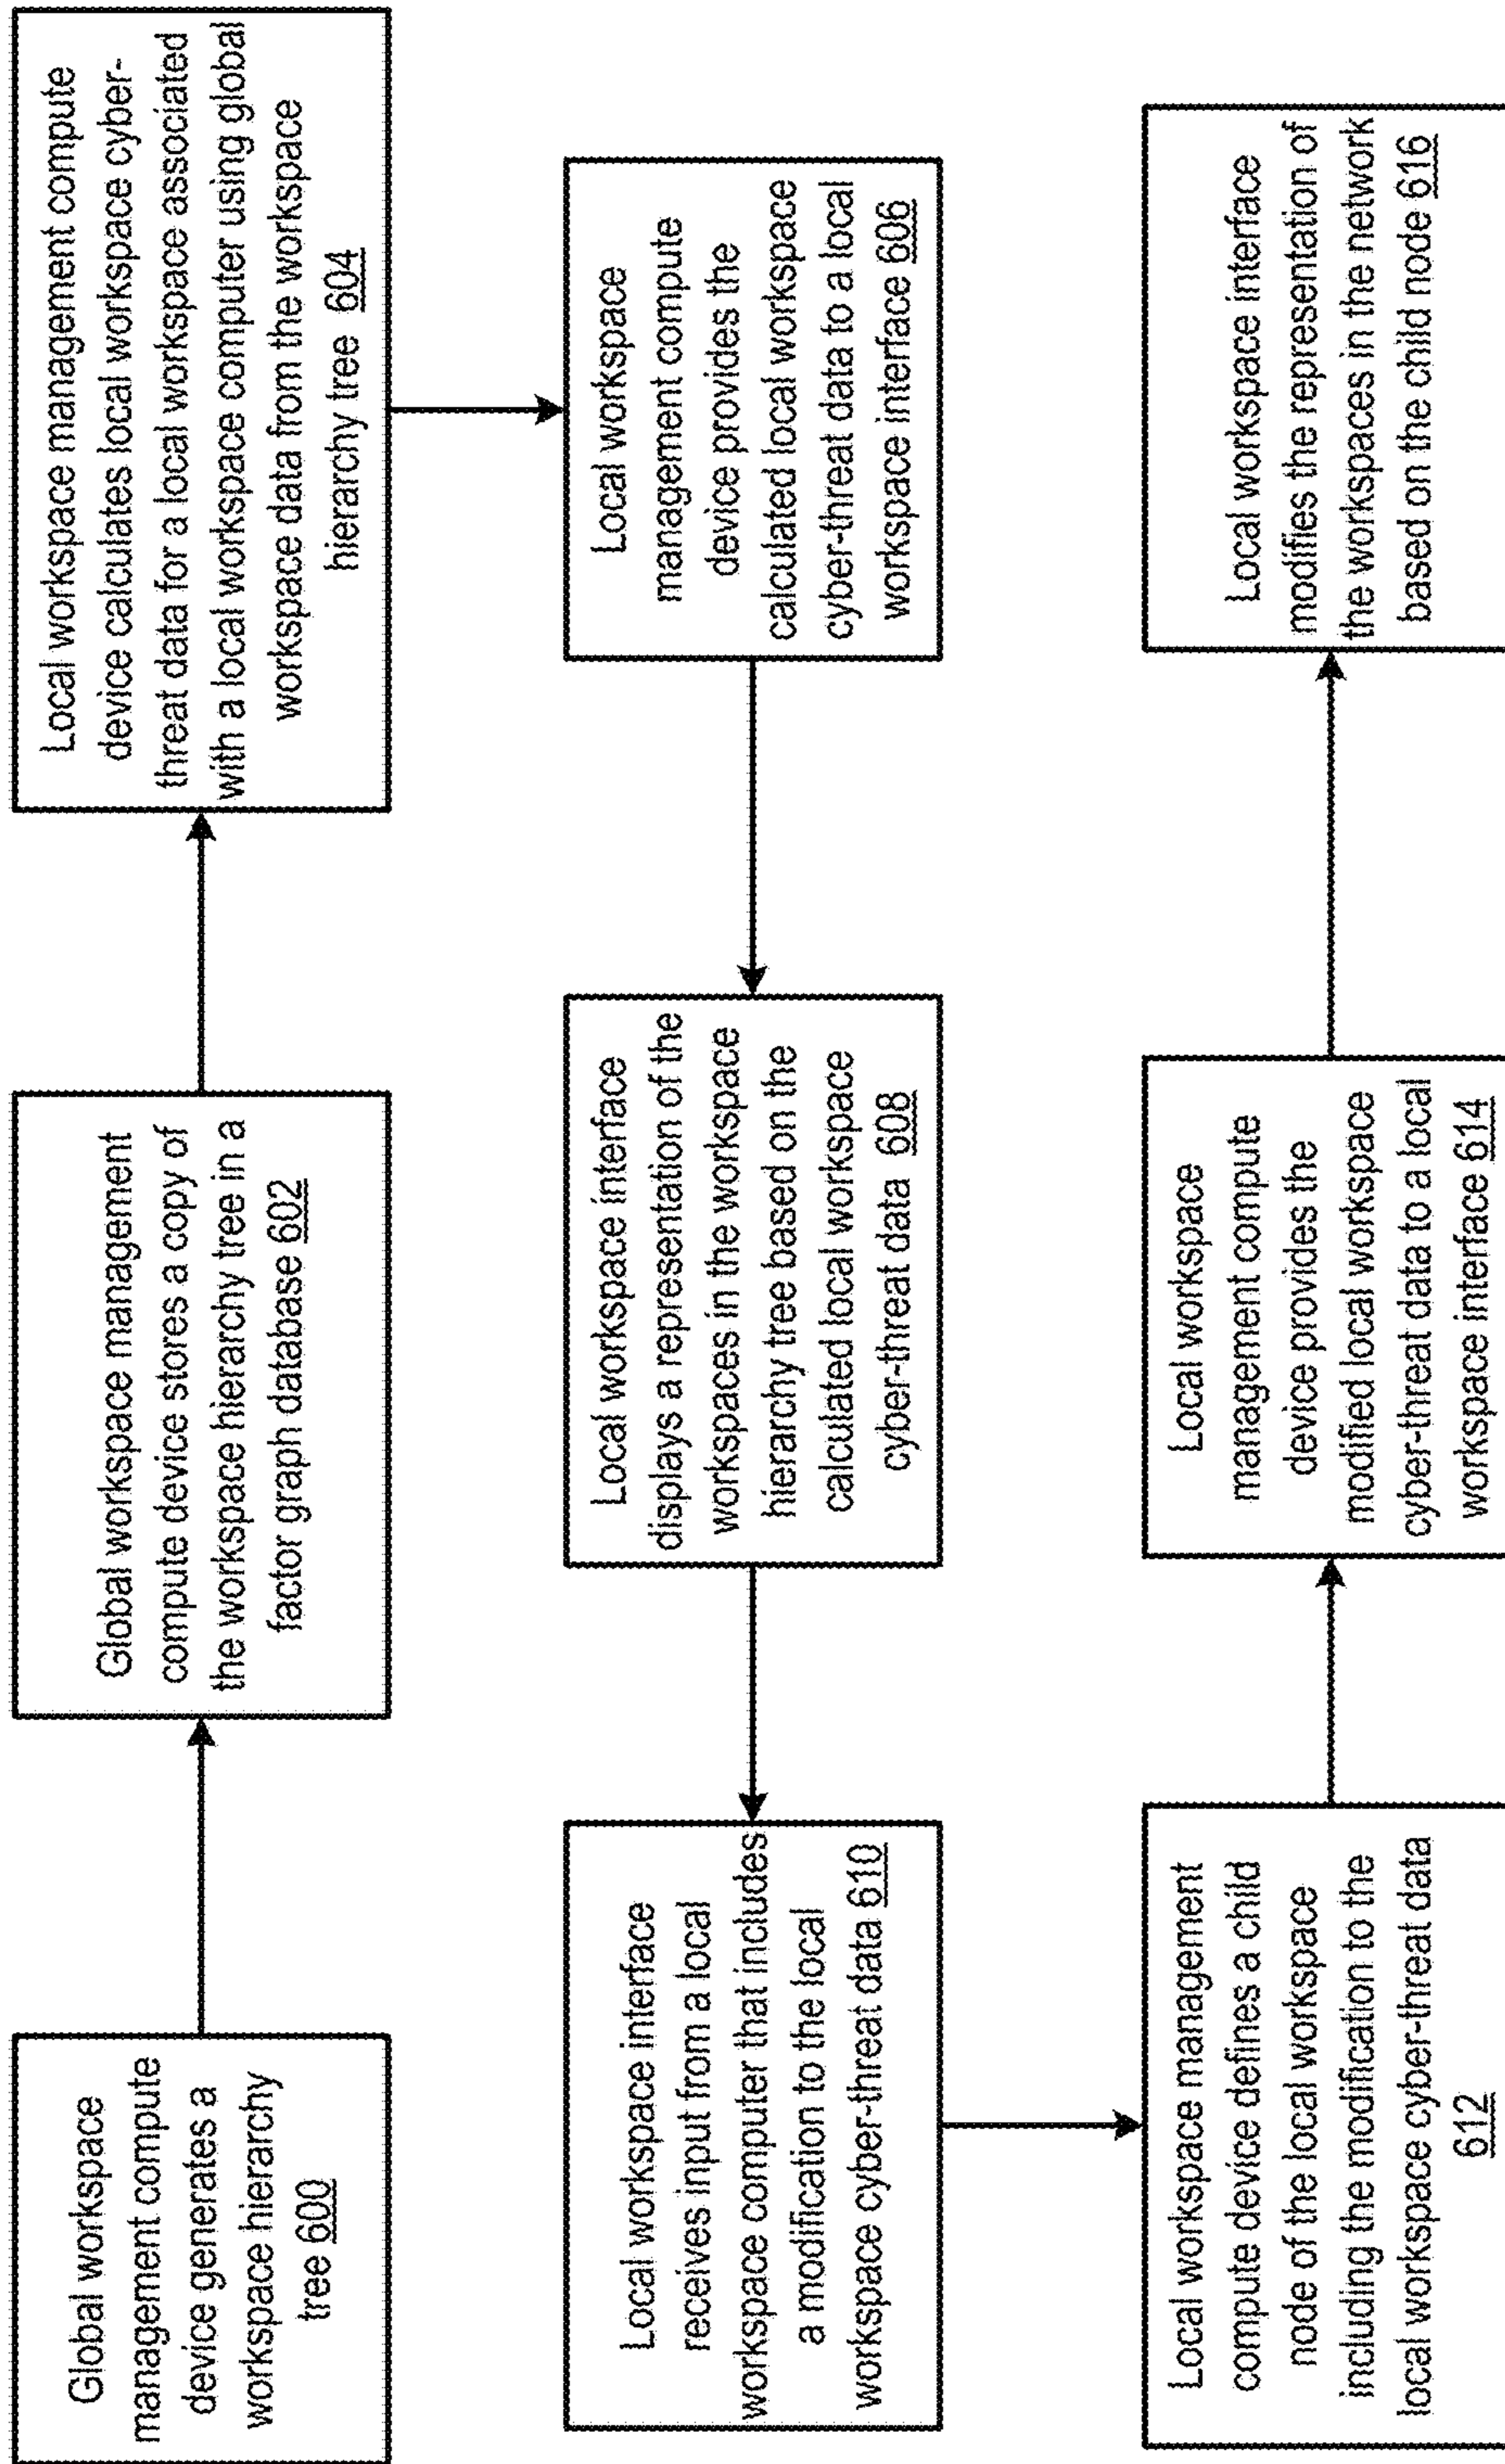 Global workspace
management compute
device generates a
workspace hierarchy
tree 600
Global workspace management
compute device stores a copy of
the workspace hierarchy tree in a
factor graph database 602
Local workspace management compute
device calculates local workspace cyber-
threat data for a local workspace associated
with a local workspace computer using global
workspace data from the workspace
hierarchy tree 604
Local workspace
management compute
device provides the
calculated local workspace
cyber-threat data to a local
workspace interface 606
Local workspace interface
displays a representation of the
workspaces in the workspace
hierarchy tree based on the
calculated local workspace
cyber-threat data 608
Local workspace interface
receives input from a local
workspace computer that includes
a modification to the local
workspace cyber-threat data 610
Local workspace management
compute device defines a child
node of the local workspace
including the modification to the
local workspace cyber-threat data
612
Local workspace
management compute
device provides the
modified local workspace
cyber-threat data to a local
workspace interface 614
Local workspace interface
modifies the representation of
the workspaces in the network
based on the child node 616